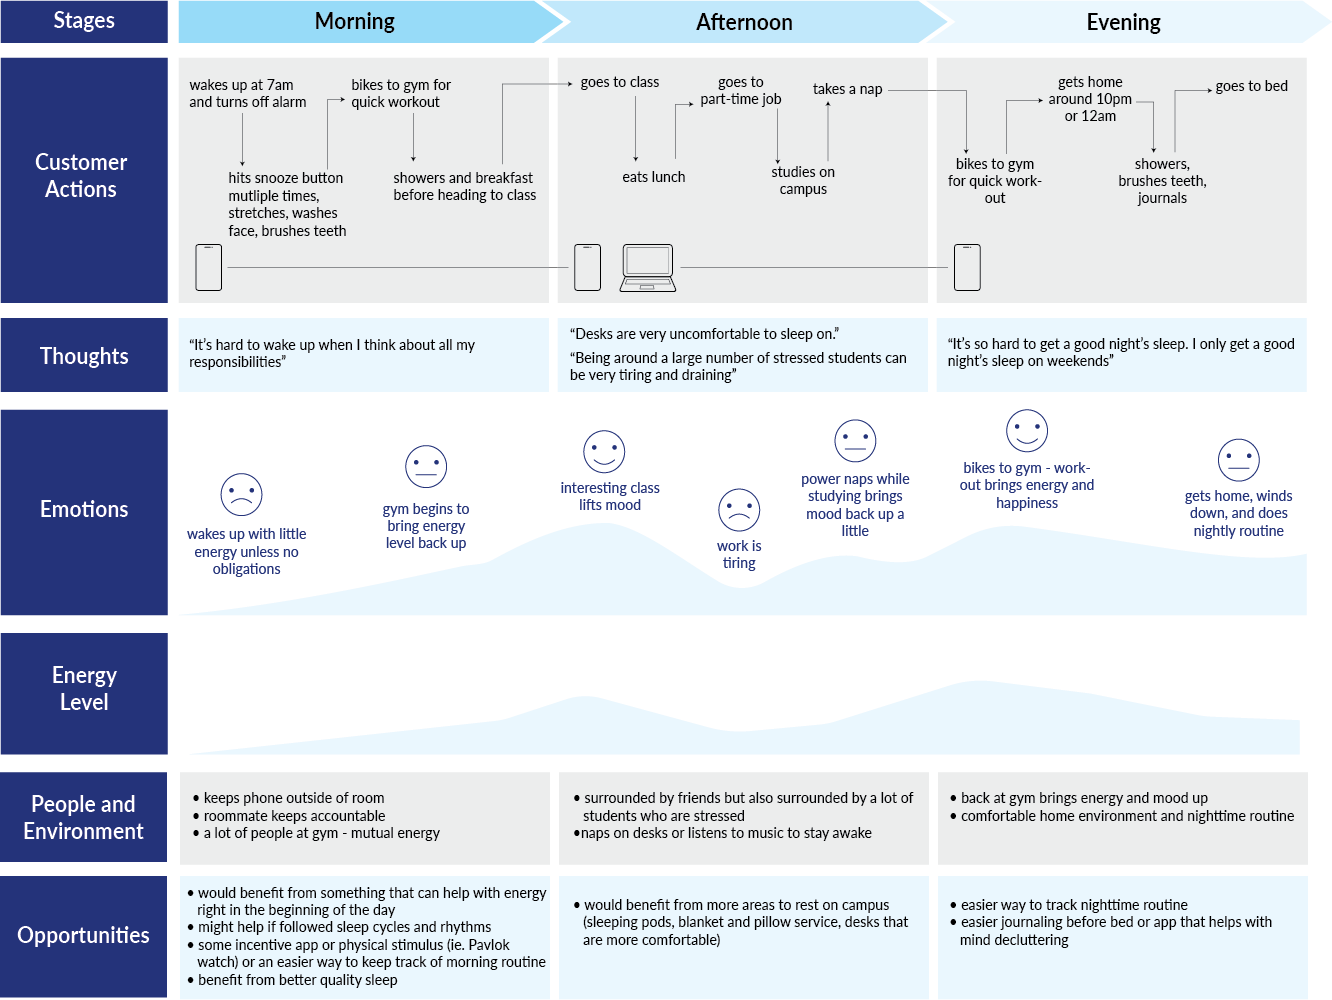 Stages
Morning
Afternoon
Evening
Customer
Actions
wakes up at 7am
and turns off alarm
hits snooze button
mutliple times,
stretches, washes
face, brushes teeth
bikes to gym for
quick workout
showers and breakfast
before heading to class
goes to class
eats lunch
goes to
part-time job
studies on
campus
takes a nap
bikes to gym
for quick work-
out
gets home
around 10pm
or 12am
showers,
brushes teeth,
journals
goes to bed
Thoughts
“It’s hard to wake up when I think about all my
responsibilities”
“Desks are very uncomfortable to sleep on.”
“Being around a large number of stressed students can
be very tiring and draining”
“It’s so hard to get a good night’s sleep. I only get a good
night’s sleep on weekends”
Emotions
wakes up with little
energy unless no
obligations
gym begins to
bring energy
level back up
interesting class
lifts mood
work is
tiring
power naps while
studying brings
mood back up a
little
bikes to gym - work-
out brings energy and
happiness
gets home, winds
down, and does
nightly routine
Energy
Level
People and
Environment
• keeps phone outside of room
• roommate keeps accountable
• a lot of people at gym - mutual energy
• surrounded by friends but also surrounded by a lot of
students who are stressed
•naps on desks or listens to music to stay awake
• back at gym brings energy and mood up
• comfortable home environment and nighttime routine
Opportunities
• would benefit from something that can help with energy
right in the beginning of the day
• might help if followed sleep cycles and rhythms
• some incentive app or physical stimulus (ie. Pavlok
watch) or an easier way to keep track of morning routine
• benefit from better quality sleep
• would benefit from more areas to rest on campus
(sleeping pods, blanket and pillow service, desks that
are more comfortable)
• easier way to track nighttime routine
• easier journaling before bed or app that helps with
mind decluttering